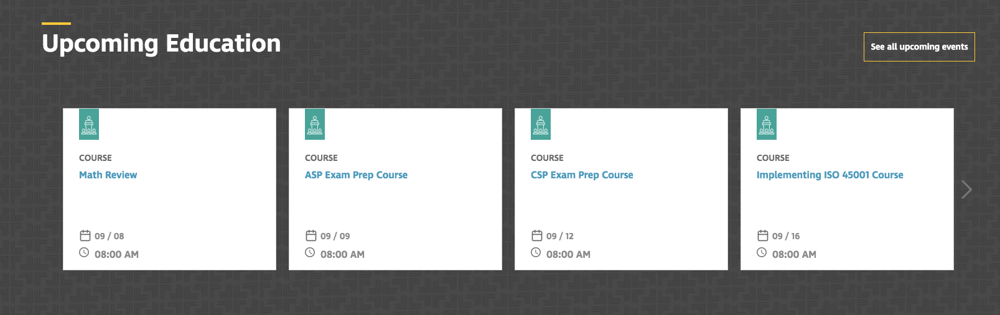 Upcoming Education
See all upcoming events
COURSE
Math Review
09 / 08
08:00 AM
COURSE
ASP Exam Prep Course
09 / 09
08:00 AM
COURSE
CSP Exam Prep Course
09 / 12
08:00 AM
COURSE
Implementing ISO 45001 Course
09 / 16
08:00 AM